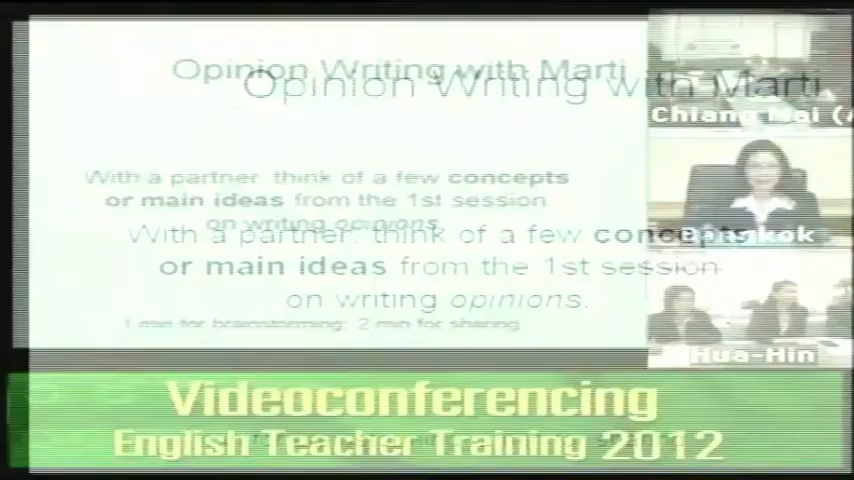 Opinion Writing with Marti
Opinion Writing with Marti
Chiang Mai (
With a partner think of a few concepts
or main ideas from the 1st session
on writing opinions.
With a partner, think of a few concepts
Bangkok
or main ideas from the 1st session
on writing opinions.
1 min for brainstorming; 2 min for sharing
Hua-Hin
Videoconferencing
English Teacher Training 2012